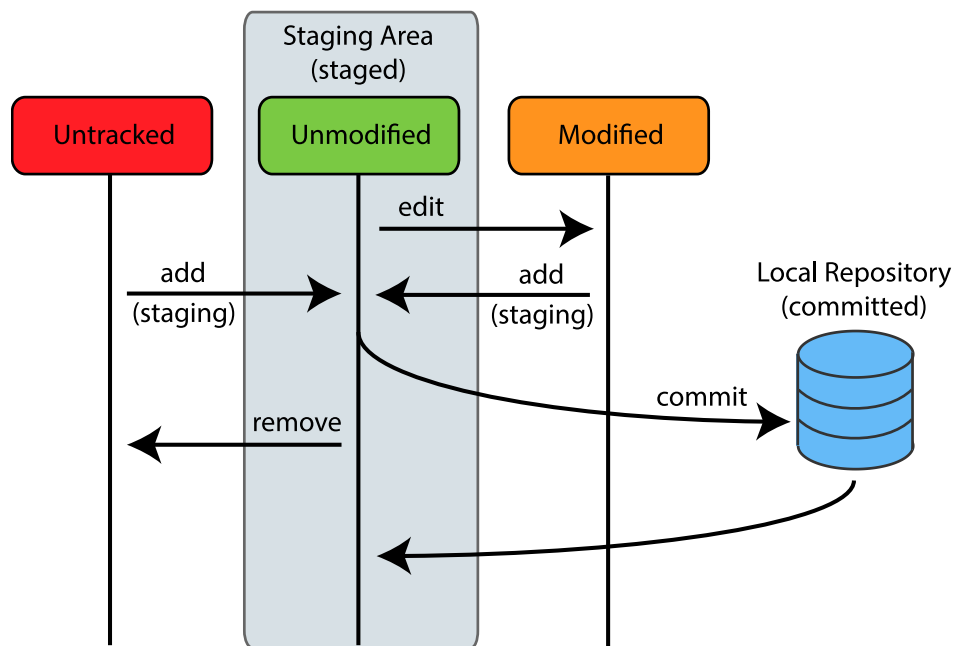 Staging Area
(staged)
Untracked
Unmodified
Modified
edit
add
(staging)
add
(staging)
Local Repository
(committed)
commit
remove